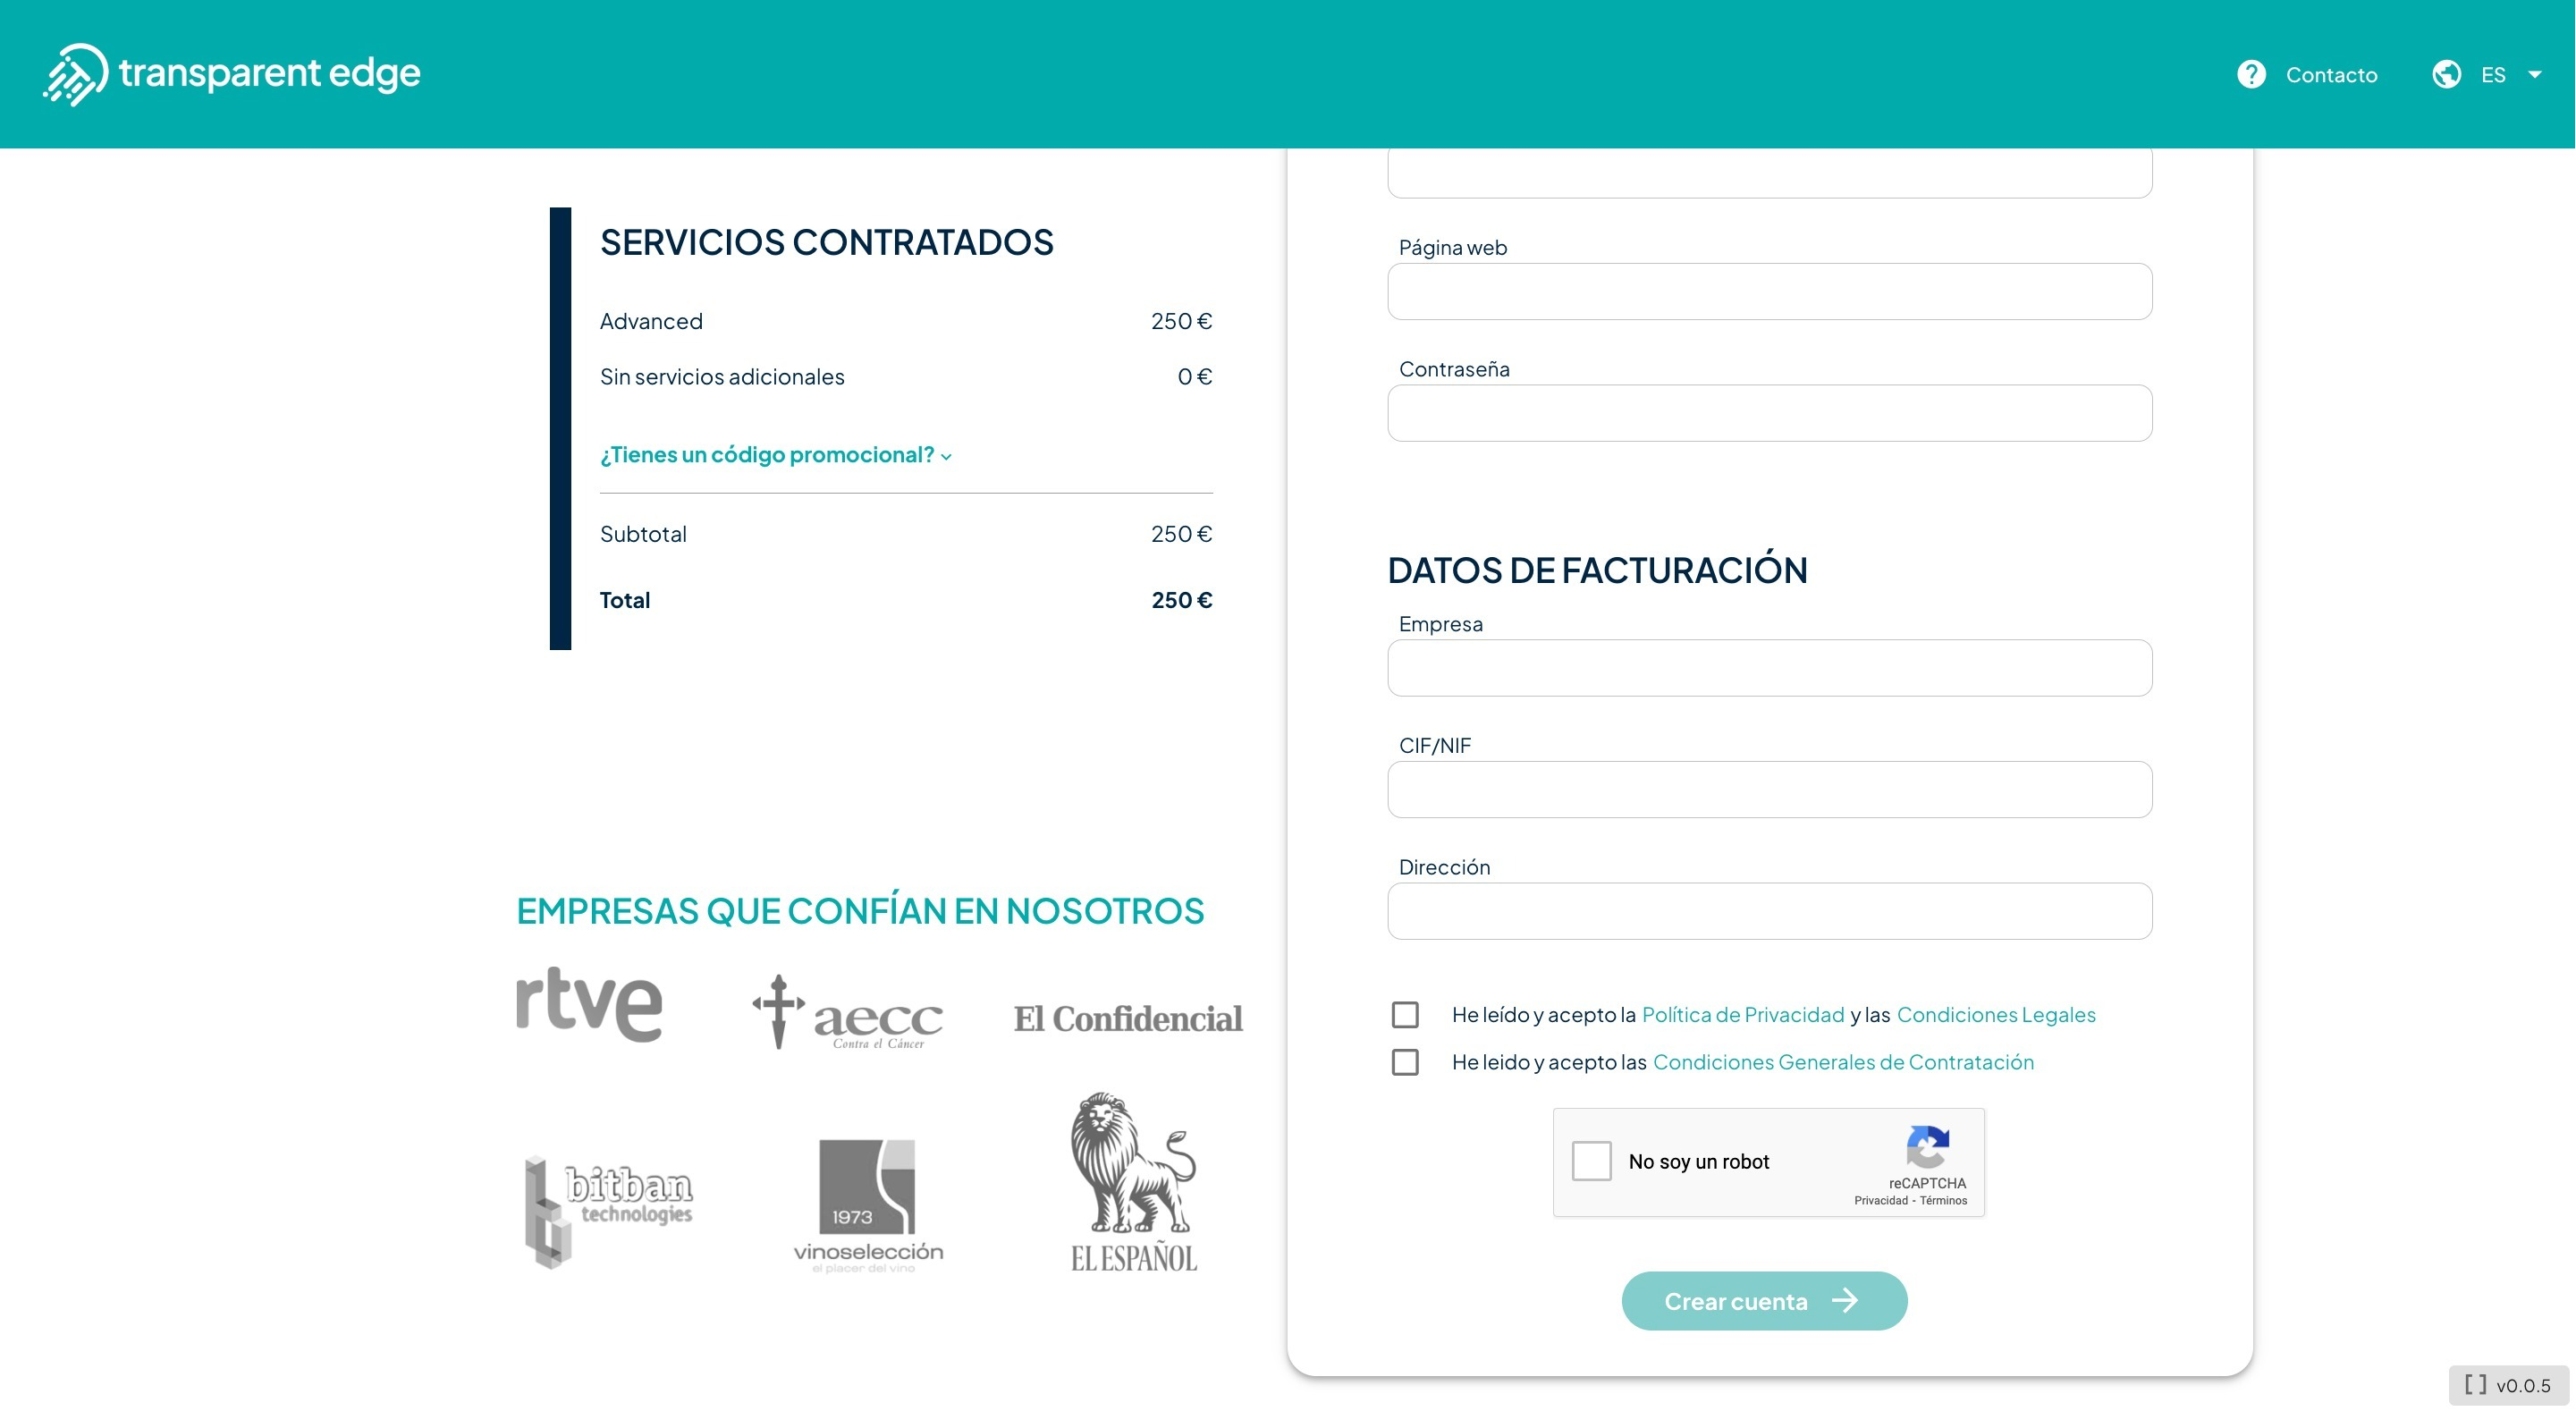 transparent edge
Contacto
ES
SERVICIOS CONTRATADOS
Advanced 250 €
Sin servicios adicionales 0 €
¿Tienes un código promocional?
Subtotal 250 €
Total 250 €
EMPRESAS QUE CONFÍAN EN NOSOTROS
rtve
aecc
Contra el Cáncer
El Confidencial
bitban
technologies
1973
vinoselección
el placer del vino
EL ESPAÑOL
Página web
Contraseña
DATOS DE FACTURACIÓN
Empresa
CIF/NIF
Dirección
He leído y acepto la Política de Privacidad y las Condiciones Legales
He leido y acepto las Condiciones Generales de Contratación
No soy un robot
reCAPTCHA
Privacidad - Términos
Crear cuenta
[ ] v0.0.5